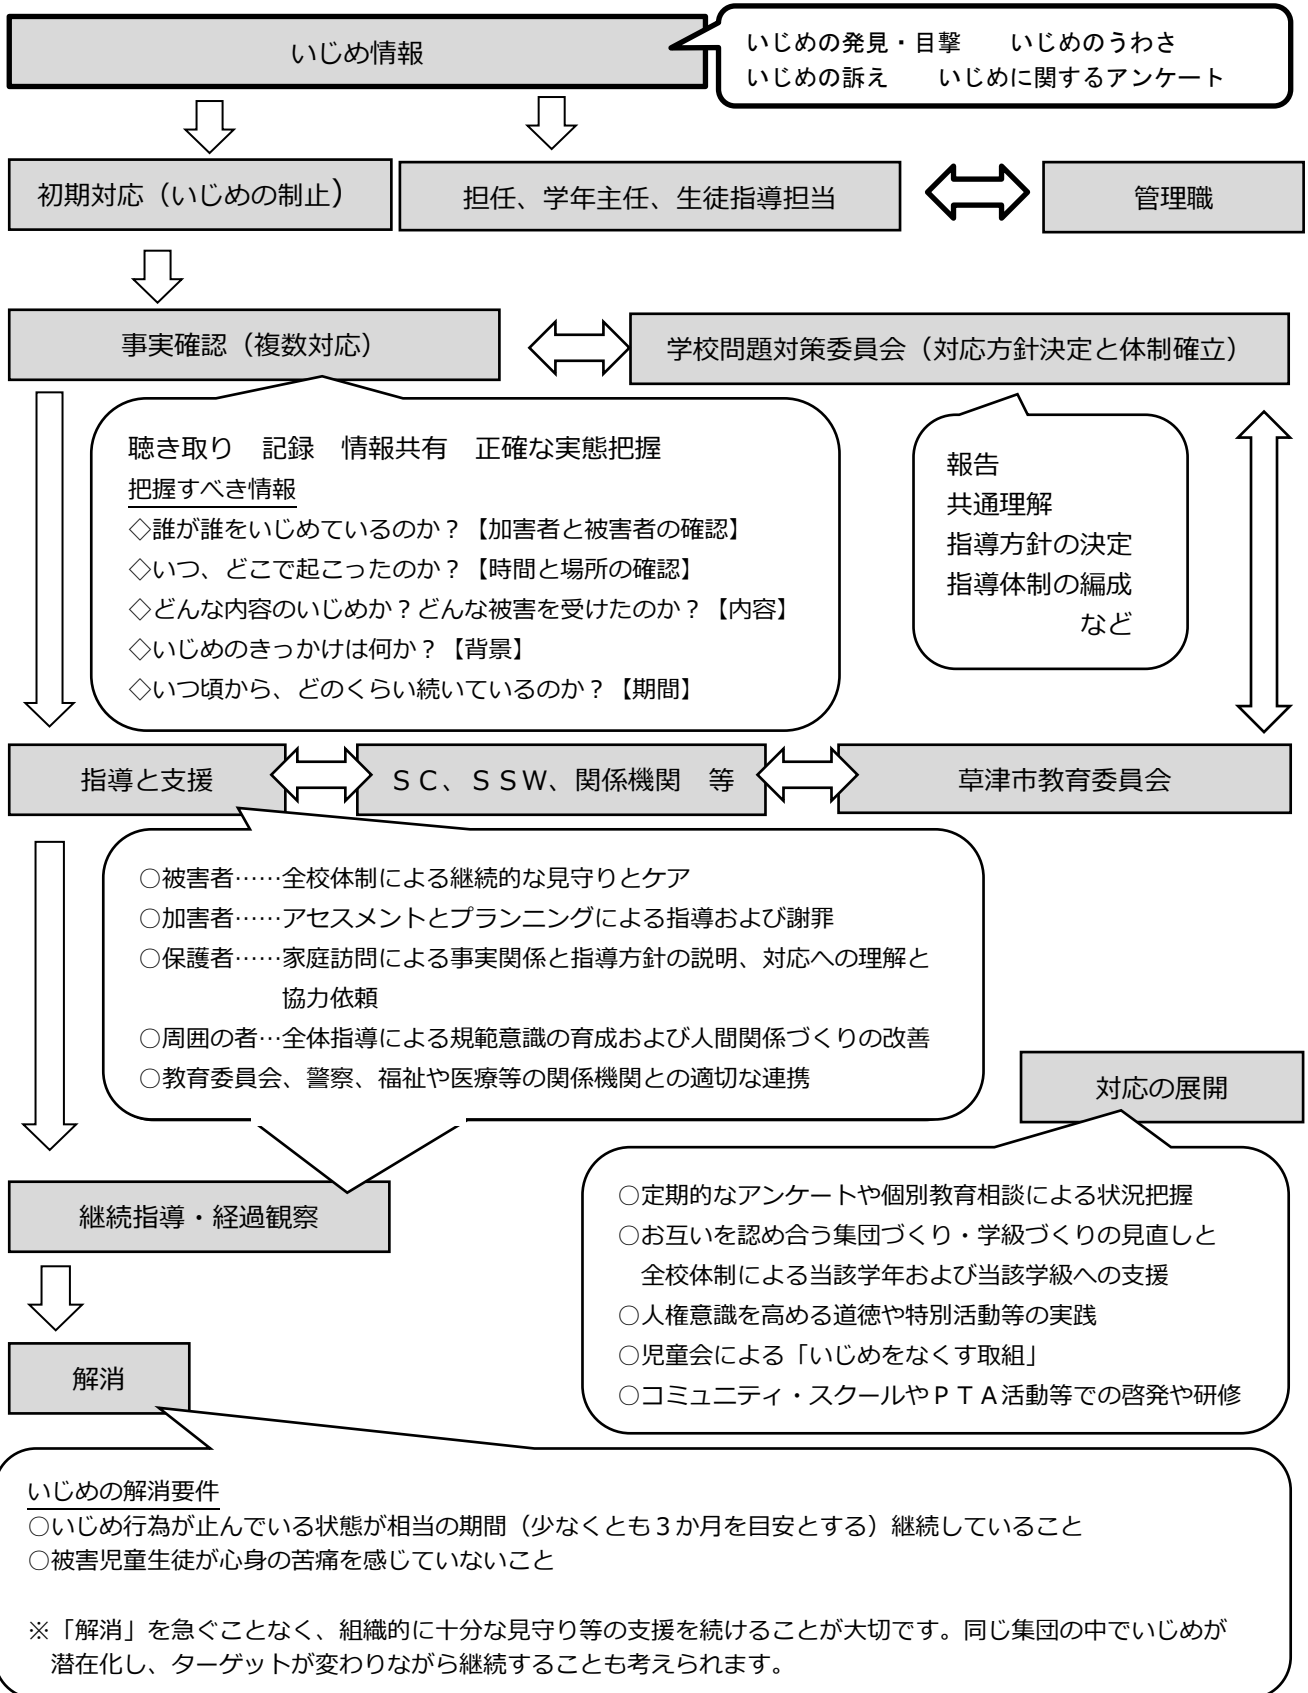 いじめ情報
いじめの発見・目撃　　いじめのうわさ
いじめの訴え　　いじめに関するアンケート
初期対応（いじめの制止）
担任、学年主任、生徒指導担当
管理職
事実確認（複数対応）
学校問題対策委員会（対応方針決定と体制確立）
聴き取り　記録　情報共有　正確な実態把握
把握すべき情報
◇誰が誰をいじめているのか？【加害者と被害者の確認】
◇いつ、どこで起こったのか？【時間と場所の確認】
◇どんな内容のいじめか？どんな被害を受けたのか？【内容】
◇いじめのきっかけは何か？【背景】
◇いつ頃から、どのくらい続いているのか？【期間】
報告
共通理解
指導方針の決定
指導体制の編成
など
指導と支援
ＳＣ、ＳＳＷ、関係機関　等
草津市教育委員会
○被害者……全校体制による継続的な見守りとケア
○加害者……アセスメントとプランニングによる指導および謝罪
○保護者……家庭訪問による事実関係と指導方針の説明、対応への理解と
協力依頼
○周囲の者…全体指導による規範意識の育成および人間関係づくりの改善
○教育委員会、警察、福祉や医療等の関係機関との適切な連携
対応の展開
○定期的なアンケートや個別教育相談による状況把握
○お互いを認め合う集団づくり・学級づくりの見直しと
全校体制による当該学年および当該学級への支援
○人権意識を高める道徳や特別活動等の実践
○児童会による「いじめをなくす取組」
○コミュニティ・スクールやＰＴＡ活動等での啓発や研修
継続指導・経過観察
解消
いじめの解消要件
○いじめ行為が止んでいる状態が相当の期間（少なくとも３か月を目安とする）継続していること
○被害児童生徒が心身の苦痛を感じていないこと
※「解消」を急ぐことなく、組織的に十分な見守り等の支援を続けることが大切です。同じ集団の中でいじめが
潜在化し、ターゲットが変わりながら継続することも考えられます。